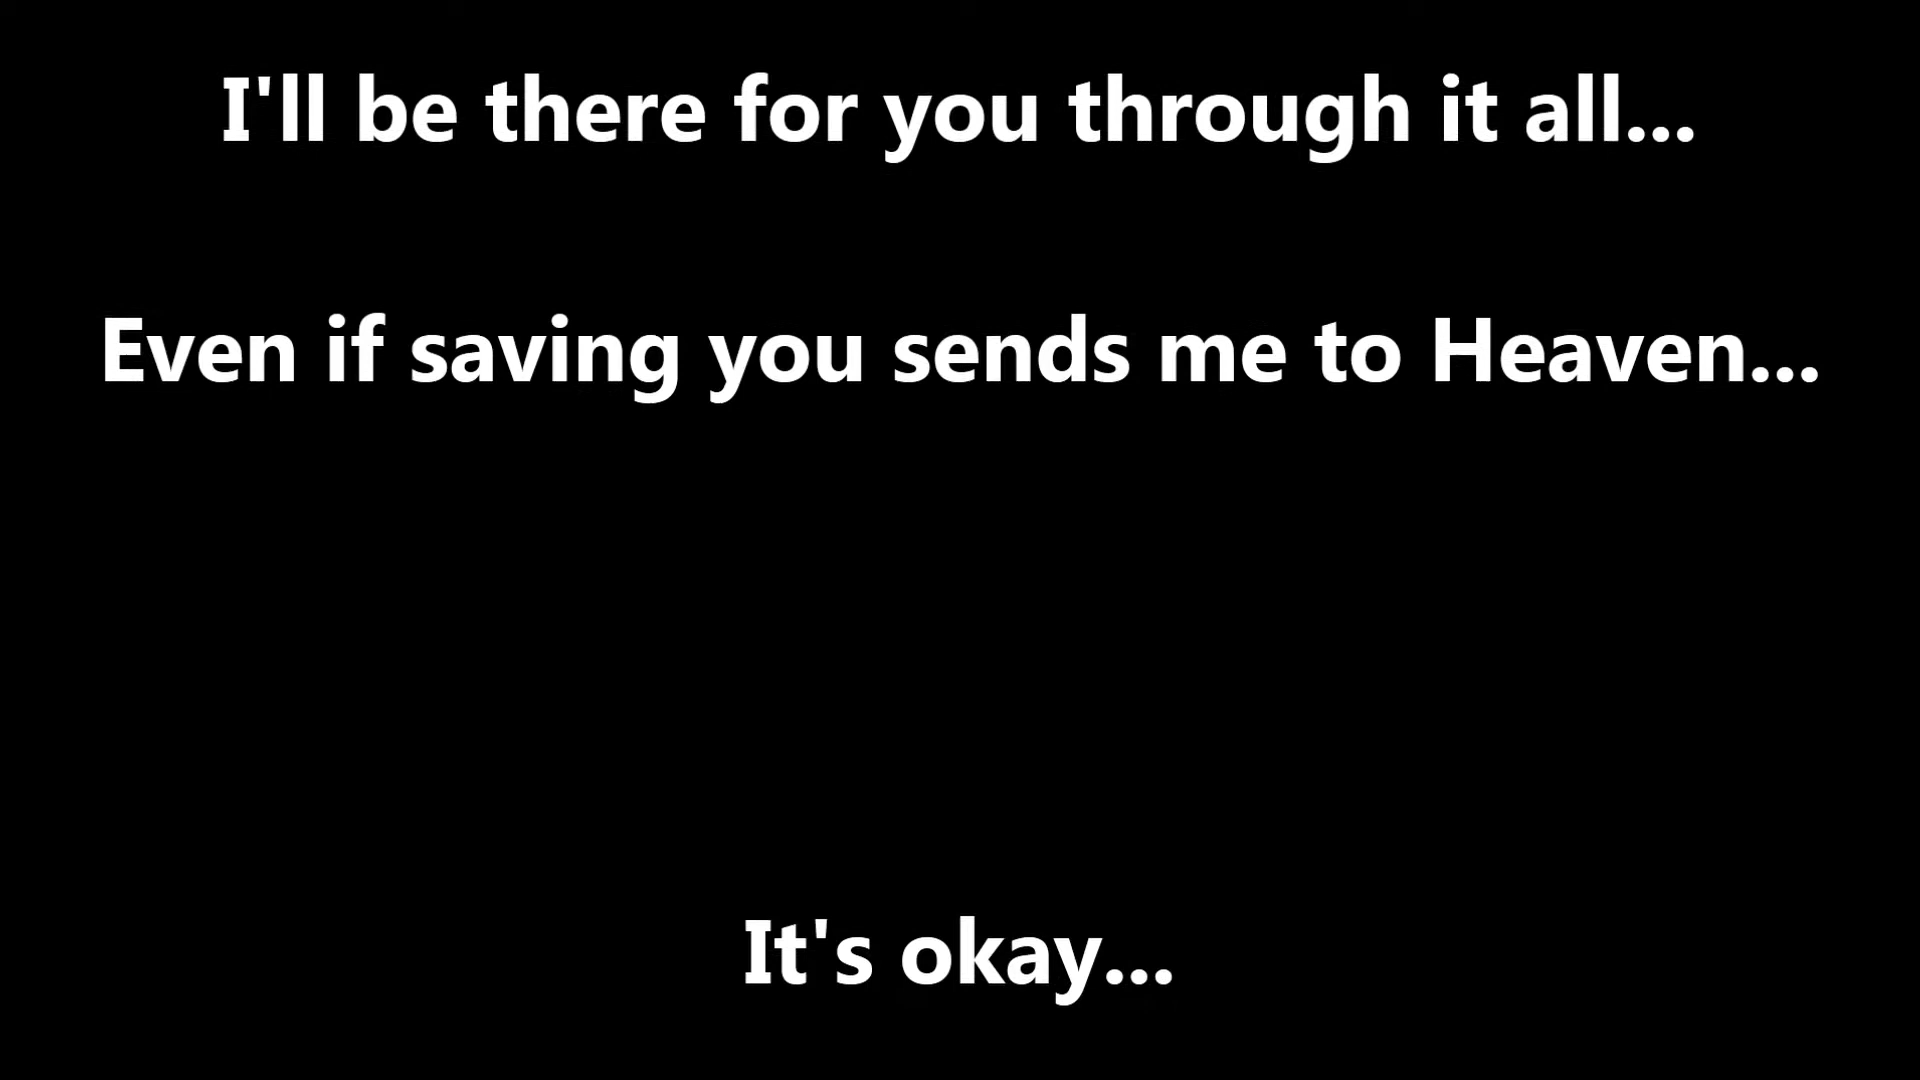 I'll be there for you through it all...
Even if saving you sends me to Heaven...
It's okay...